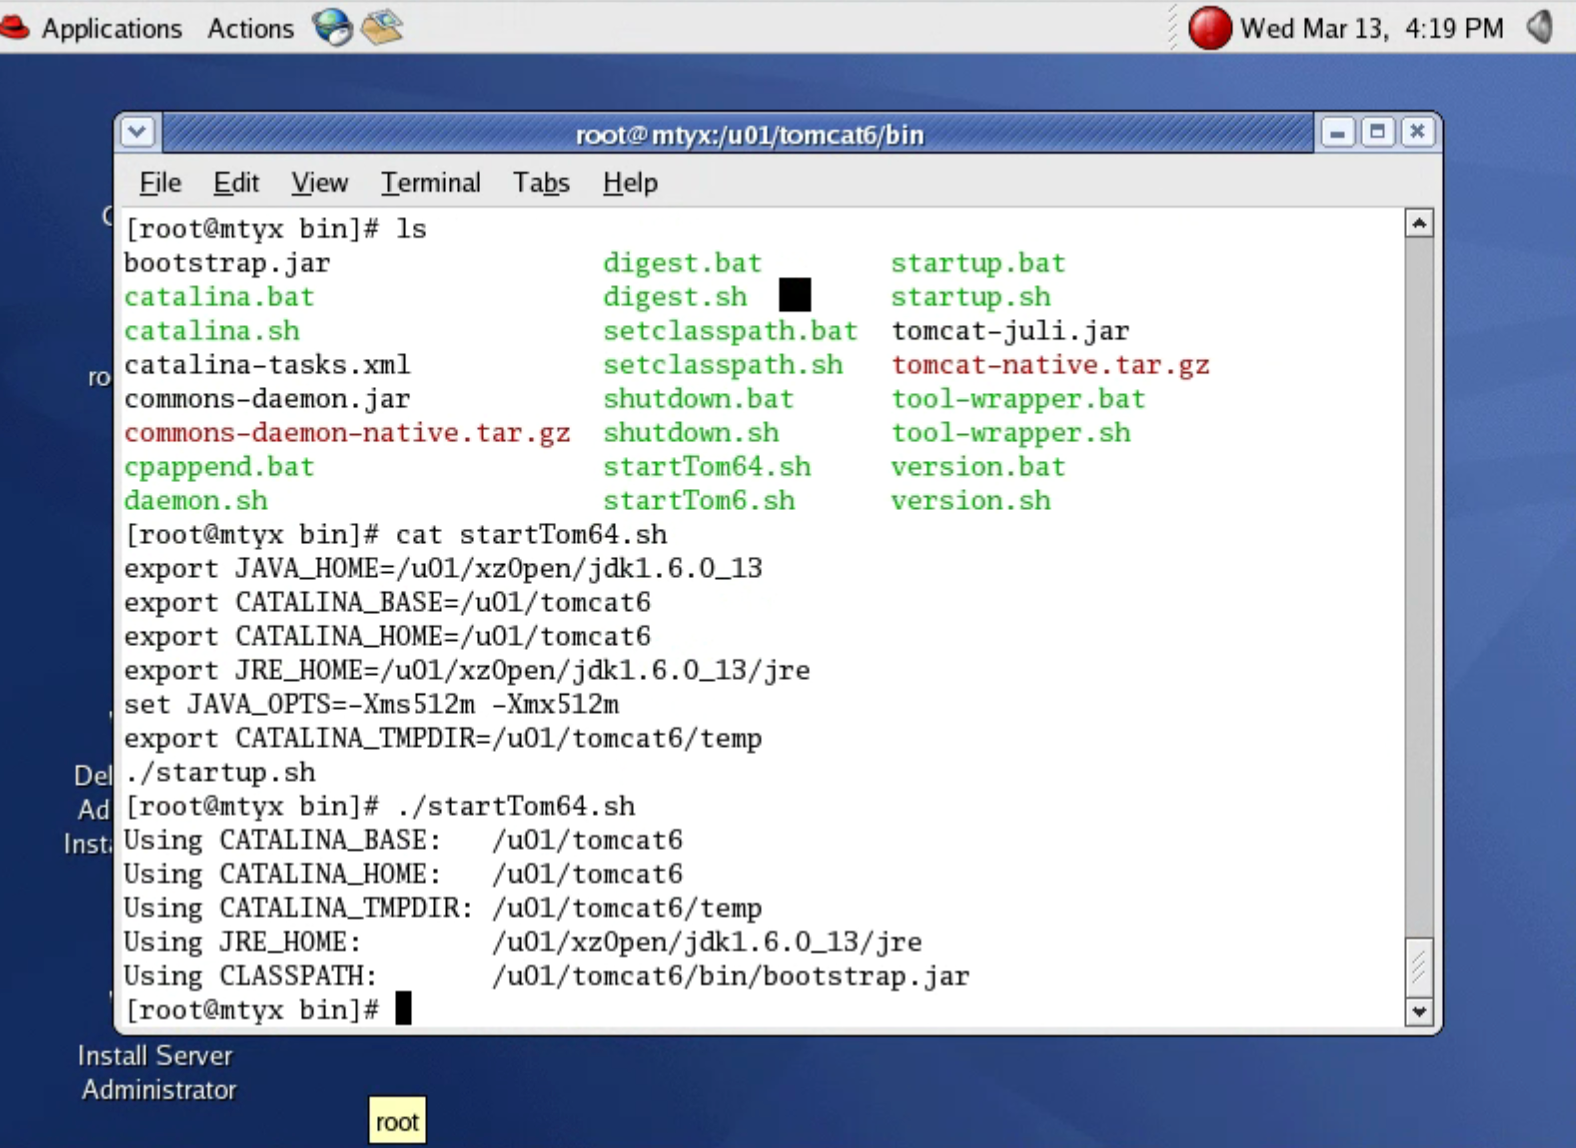 Applications Actions Wed Mar 13, 4:19 PM
root@mtyx:/u01/tomcat6/bin
File Edit View Terminal Tabs Help
[root@mtyx bin]# ls
bootstrap.jar digest.bat startup.bat
catalina.bat digest.sh startup.sh
catalina.sh setclasspath.bat tomcat-juli.jar
catalina-tasks.xml setclasspath.sh tomcat-native.tar.gz
commons-daemon.jar shutdown.bat tool-wrapper.bat
commons-daemon-native.tar.gz shutdown.sh tool-wrapper.sh
cpappend.bat startTom64.sh version.bat
daemon.sh startTom6.sh version.sh
[root@mtyx bin]# cat startTom64.sh
export JAVA_HOME=/u01/xzOpen/jdk1.6.0_13
export CATALINA_BASE=/u01/tomcat6
export CATALINA_HOME=/u01/tomcat6
export JRE_HOME=/u01/xzOpen/jdk1.6.0_13/jre
set JAVA_OPTS=-Xms512m -Xmx512m
export CATALINA_TMPDIR=/u01/tomcat6/temp
./startup.sh
[root@mtyx bin]# ./startTom64.sh
Using CATALINA_BASE: /u01/tomcat6
Using CATALINA_HOME: /u01/tomcat6
Using CATALINA_TMPDIR: /u01/tomcat6/temp
Using JRE_HOME: /u01/xzOpen/jdk1.6.0_13/jre
Using CLASSPATH: /u01/tomcat6/bin/bootstrap.jar
[root@mtyx bin]#
ro
Del
Ad
Insta
Install Server
Administrator
root